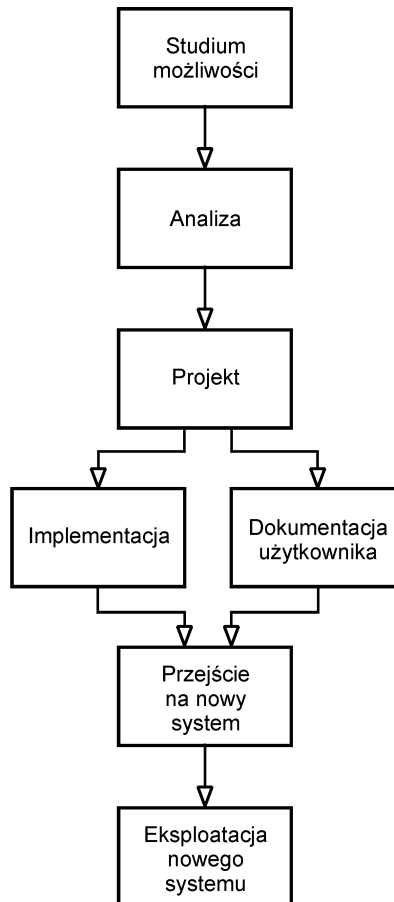 Studium
możliwości
Analiza
Projekt
Implementacja
Dokumentacja
użytkownika
Przejście
na nowy
system
Eksploatacja
nowego
systemu